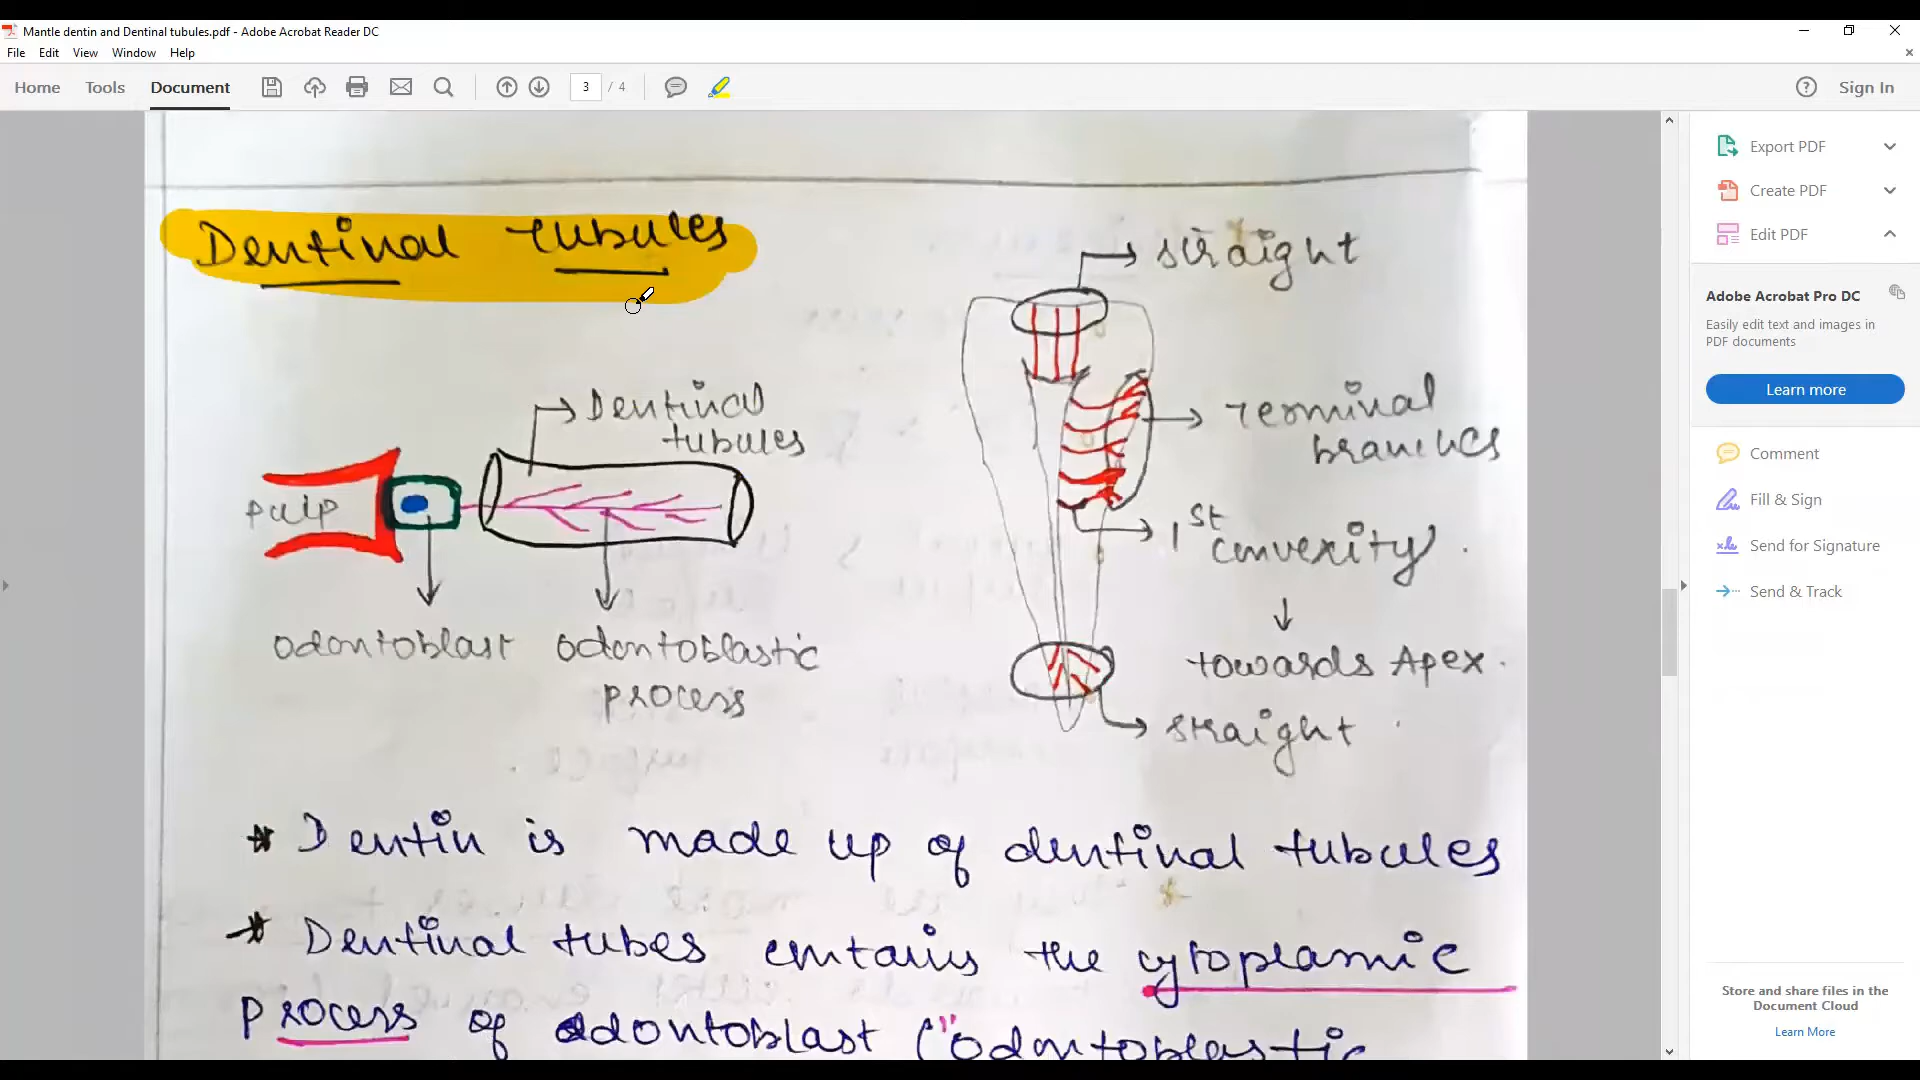 Mantle dentin and Dentinal tubules.pdf - Adobe Acrobat Reader DC
File Edit View Window Help
Home Tools Document 3 / 4 Sign In
Dentinal tubules
straight
Dentinal
tubules
terminal
branches
pulp
1st
convexity
towards Apex
odontoblast
odontoblastic
process
straight
* Dentin is made up of dentinal tubules
* Dentinal tubes contains the cytoplamic
process of odontoblast ("odontoblastic
Export PDF
Create PDF
Edit PDF
Adobe Acrobat Pro DC
Easily edit text and images in
PDF documents
Learn more
Comment
Fill & Sign
Send for Signature
Send & Track
Store and share files in the
Document Cloud
Learn More